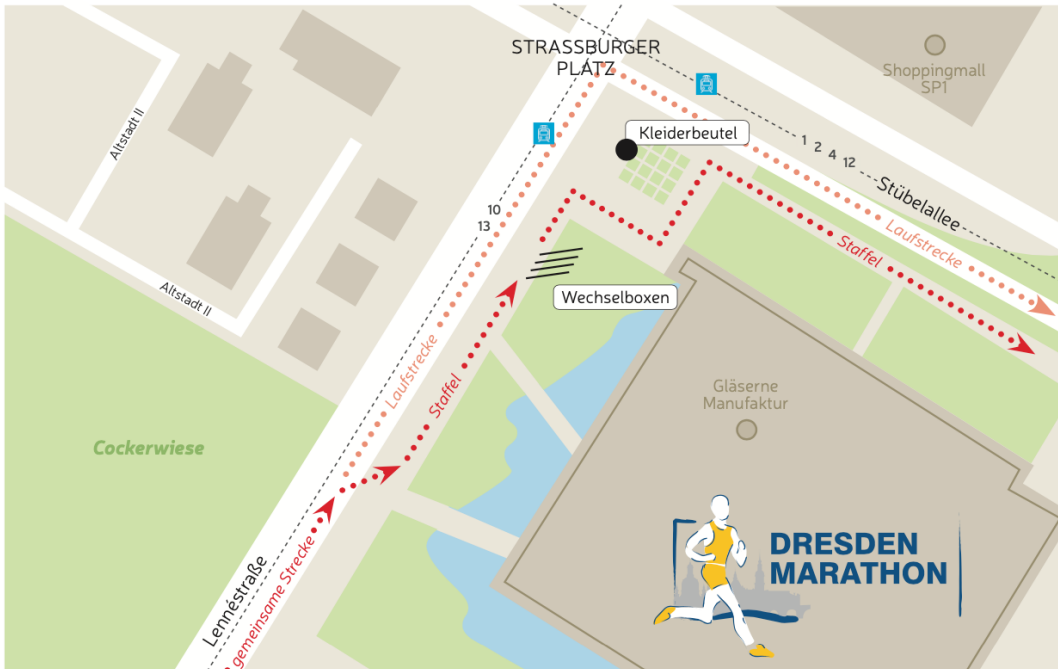 STRASSBURGER
PLATZ
Shoppingmall
SP1
Kleiderbeutel
Altstadt II
1
2
4
12
Stübelallee
10
13
Laufstrecke
Staffel
Wechselboxen
Altstadt II
Laufstrecke
Staffel
Gläserne
Manufaktur
Cockerwiese
Lennéstraße
gemeinsame Strecke
DRESDEN
MARATHON